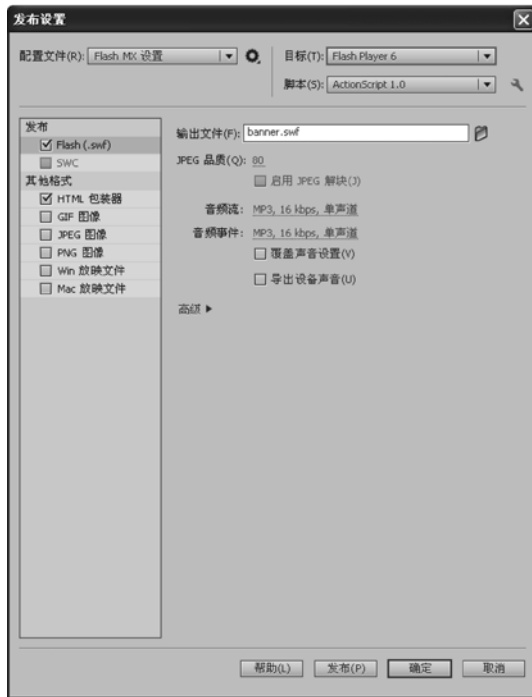 发布设置
配置文件(R): Flash MX 设置
目标(T): Flash Player 6
脚本(S): ActionScript 1.0
发布
Flash (.swf)
SWC
其他格式
HTML 包装器
GIF 图像
JPEG 图像
PNG 图像
Win 放映文件
Mac 放映文件
输出文件(F): banner.swf
JPEG 品质(Q): 80
启用 JPEG 解块(J)
音频流: MP3, 16 kbps, 单声道
音频事件: MP3, 16 kbps, 单声道
覆盖声音设置(V)
导出设备声音(U)
高级
帮助(L)
发布(P)
确定
取消